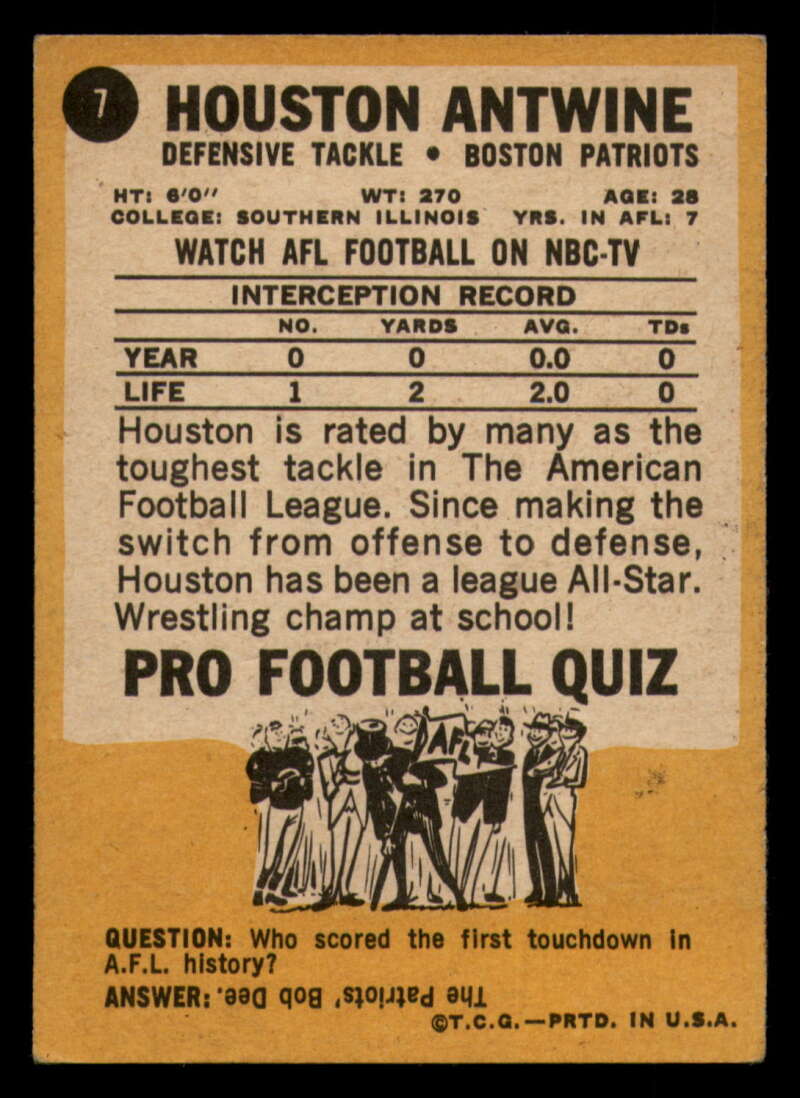 7
HOUSTON ANTWINE
DEFENSIVE TACKLE • BOSTON PATRIOTS
HT: 6'0" WT: 270 AGE: 28
COLLEGE: SOUTHERN ILLINOIS YRS. IN AFL: 7
WATCH AFL FOOTBALL ON NBC-TV
INTERCEPTION RECORD
NO. YARDS AVG. TDs
YEAR 0 0 0.0 0
LIFE 1 2 2.0 0
Houston is rated by many as the
toughest tackle in The American
Football League. Since making the
switch from offense to defense,
Houston has been a league All-Star.
Wrestling champ at school!
PRO FOOTBALL QUIZ
AFL
QUESTION: Who scored the first touchdown in
A.F.L. history?
ANSWER: The Patriots' Bob Dee.
©T.C.G.—PRTD. IN U.S.A.